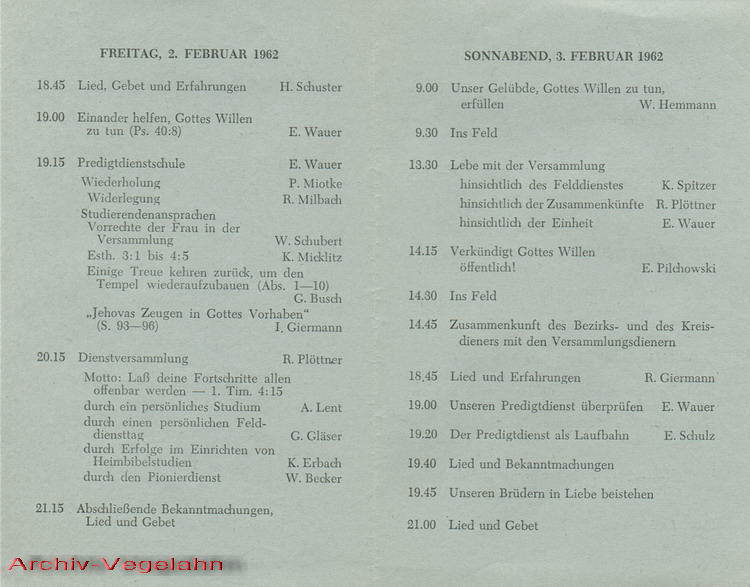 FREITAG, 2. FEBRUAR 1962
18.45 Lied, Gebet und Erfahrungen H. Schuster
19.00 Einander helfen, Gottes Willen
zu tun (Ps. 40:8) E. Wauer
19.15 Predigtdienstschule E. Wauer
Wiederholung P. Miotke
Widerlegung R. Milbach
Studierendenansprachen
Vorrechte der Frau in der
Versammlung W. Schubert
Esth. 3:1 bis 4:5 K. Micklitz
Einige Treue kehren zurück, um den
Tempel wiederaufzubauen (Abs. 1—10)
G. Busch
„Jehovas Zeugen in Gottes Vorhaben“
(S. 93—96) I. Giermann
20.15 Dienstversammlung R. Plöttner
Motto: Laß deine Fortschritte allen
offenbar werden — 1. Tim. 4:15
durch ein persönliches Studium A. Lent
durch einen persönlichen Feld-
diensttag G. Gläser
durch Erfolge im Einrichten von
Heimbibelstudien K. Erbach
durch den Pionierdienst W. Becker
21.15 Abschließende Bekanntmachungen,
Lied und Gebet
SONNABEND, 3. FEBRUAR 1962
9.00 Unser Gelübde, Gottes Willen zu tun,
erfüllen W. Hemmann
9.30 Ins Feld
13.30 Lebe mit der Versammlung
hinsichtlich des Felddienstes K. Spitzer
hinsichtlich der Zusammenkünfte R. Plöttner
hinsichtlich der Einheit E. Wauer
14.15 Verkündigt Gottes Willen
öffentlich! E. Pilchowski
14.30 Ins Feld
14.45 Zusammenkunft des Bezirks- und des Kreis-
dieners mit den Versammlungsdienern
18.45 Lied und Erfahrungen R. Giermann
19.00 Unseren Predigtdienst überprüfen E. Wauer
19.20 Der Predigtdienst als Laufbahn E. Schulz
19.40 Lied und Bekanntmachungen
19.45 Unseren Brüdern in Liebe beistehen
21.00 Lied und Gebet
Archiv-Vegelahn